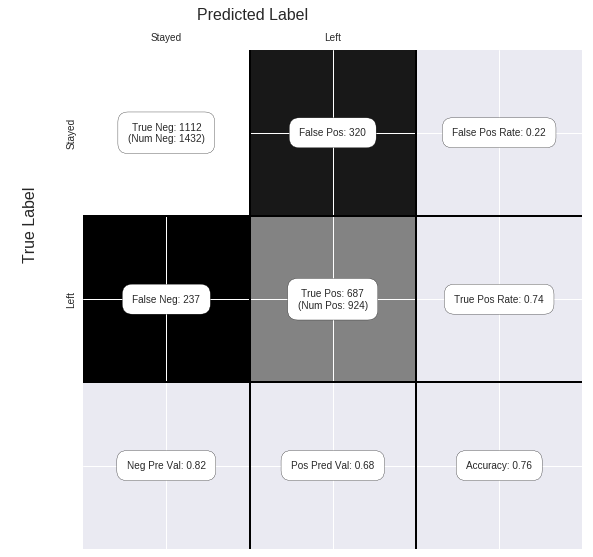 Predicted Label
Stayed
Left
True Label
Stayed
True Neg: 1112
(Num Neg: 1432)
False Pos: 320
False Pos Rate: 0.22
Left
False Neg: 237
True Pos: 687
(Num Pos: 924)
True Pos Rate: 0.74
Neg Pre Val: 0.82
Pos Pred Val: 0.68
Accuracy: 0.76